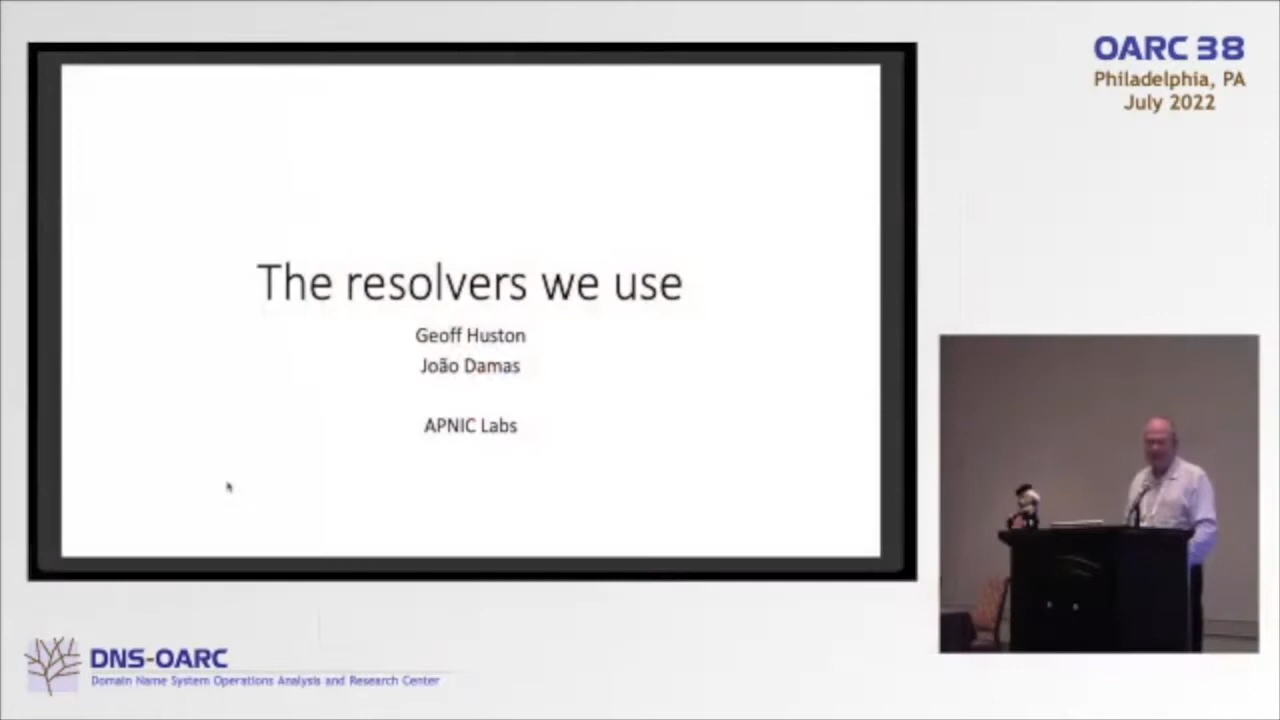 The resolvers we use
Geoff Huston
João Damas
APNIC Labs
OARC 38
Philadelphia, PA
July 2022
DNS-OARC
Domain Name System Operations Analysis and Research Center